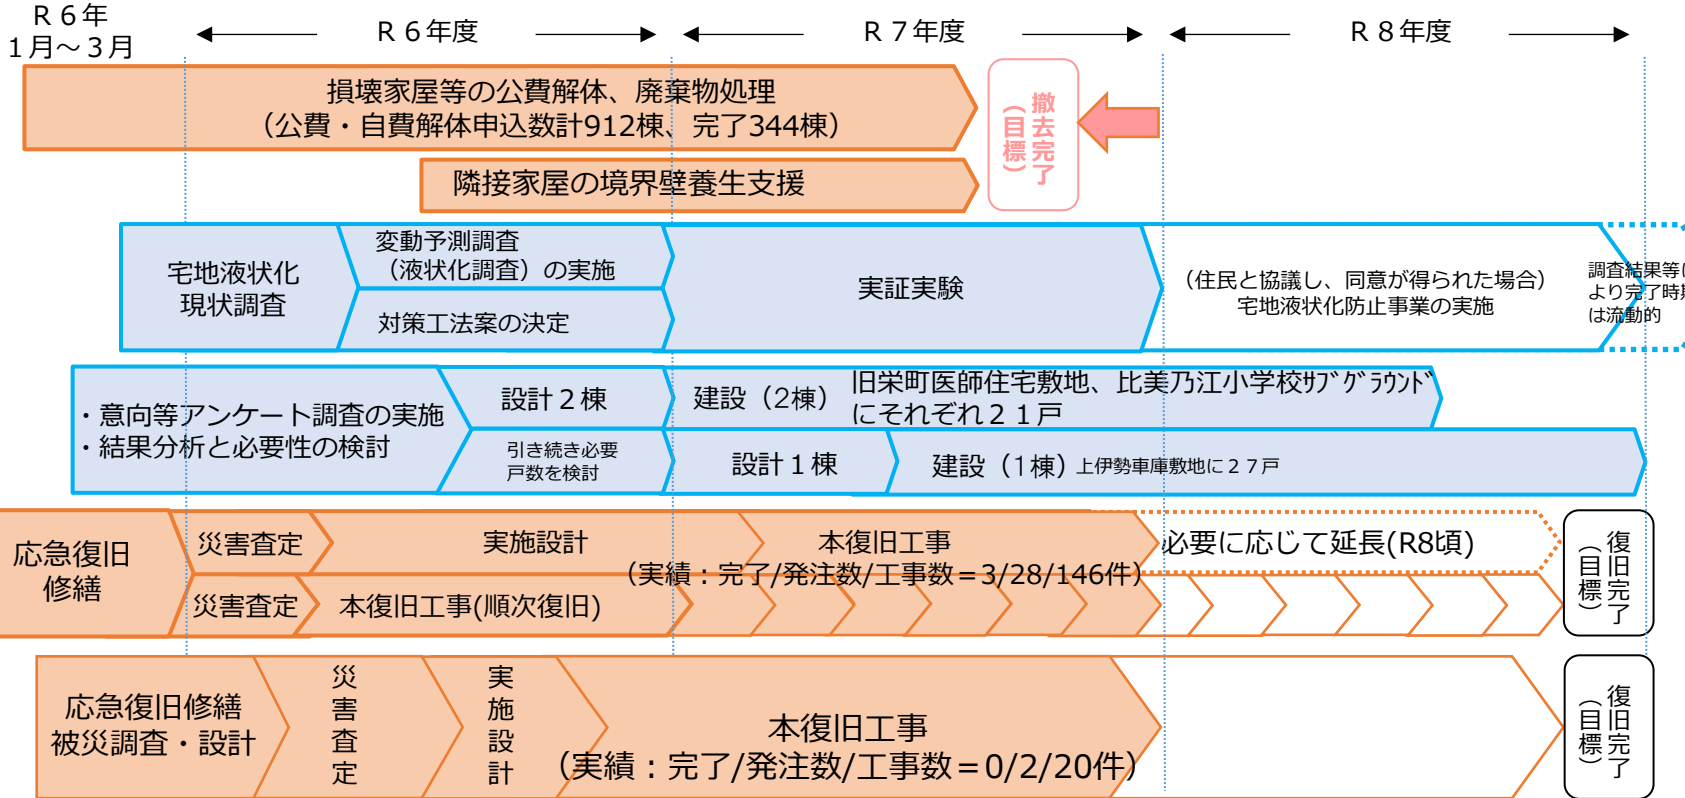 R６年
１月～３月
R６年度
R７年度
R８年度
損壊家屋等の公費解体、廃棄物処理
（公費・自費解体申込数計912棟、完了344棟）
撤去完了
（目標）
隣接家屋の境界壁養生支援
宅地液状化
現状調査
変動予測調査
（液状化調査）の実施
対策工法案の決定
実証実験
（住民と協議し、同意が得られた場合）
宅地液状化防止事業の実施
調査結果等に
より完了時期
は流動的
・意向等アンケート調査の実施
・結果分析と必要性の検討
設計２棟
建設（2棟）
旧栄町医師住宅敷地、比美乃江小学校ｻﾌﾞｸﾞﾗｳﾝﾄﾞ
にそれぞれ２１戸
引き続き必要
戸数を検討
設計１棟
建設（1棟）上伊勢車庫敷地に２７戸
応急復旧
修繕
災害査定
実施設計
本復旧工事
必要に応じて延長(R8頃)
（実績：完了/発注数/工事数＝3/28/146件）
災害査定
本復旧工事(順次復旧)
復旧完了
（目標）
応急復旧修繕
被災調査・設計
災害査定
実施設計
本復旧工事
（実績：完了/発注数/工事数＝0/2/20件）
復旧完了
（目標）